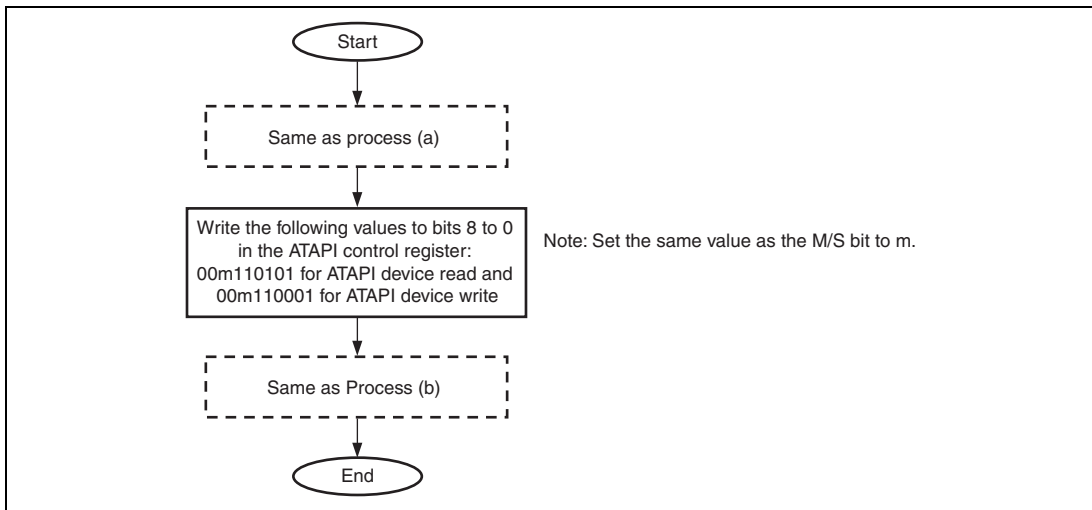 Start
Same as process (a)
Write the following values to bits 8 to 0
in the ATAPI control register:
00m110101 for ATAPI device read and
00m110001 for ATAPI device write
Note: Set the same value as the M/S bit to m.
Same as Process (b)
End